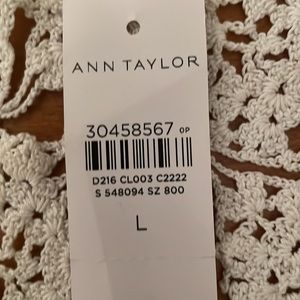 ANN TAYLOR
30458567 OP
D216 CL003 C2222
S 548094 SZ 800
L